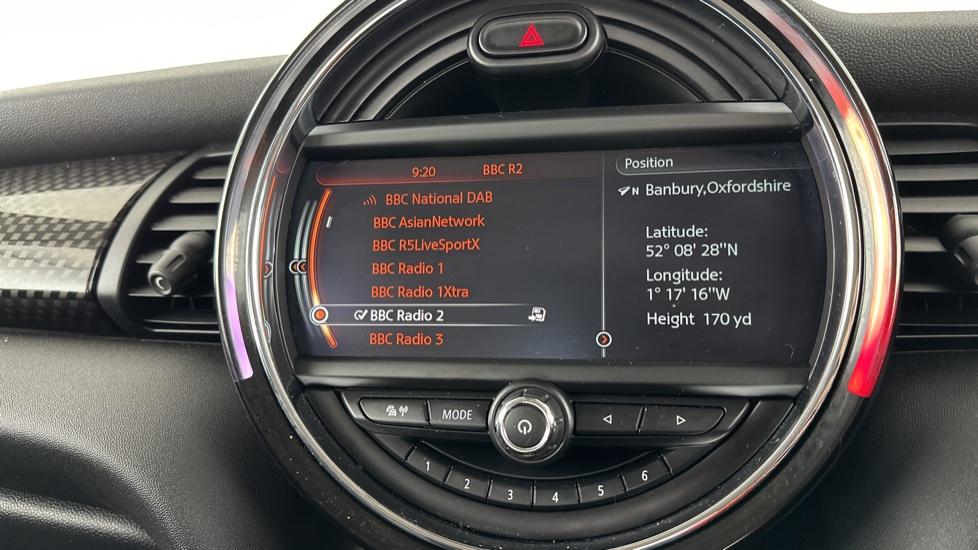 9:20 BBC R2
BBC National DAB
BBC AsianNetwork
BBC R5LiveSportX
BBC Radio 1
BBC Radio 1Xtra
BBC Radio 2
BBC Radio 3
Position
N Banbury,Oxfordshire
Latitude:
52° 08' 28"N
Longitude:
1° 17' 16"W
Height 170 yd
MODE
1 2 3 4 5 6